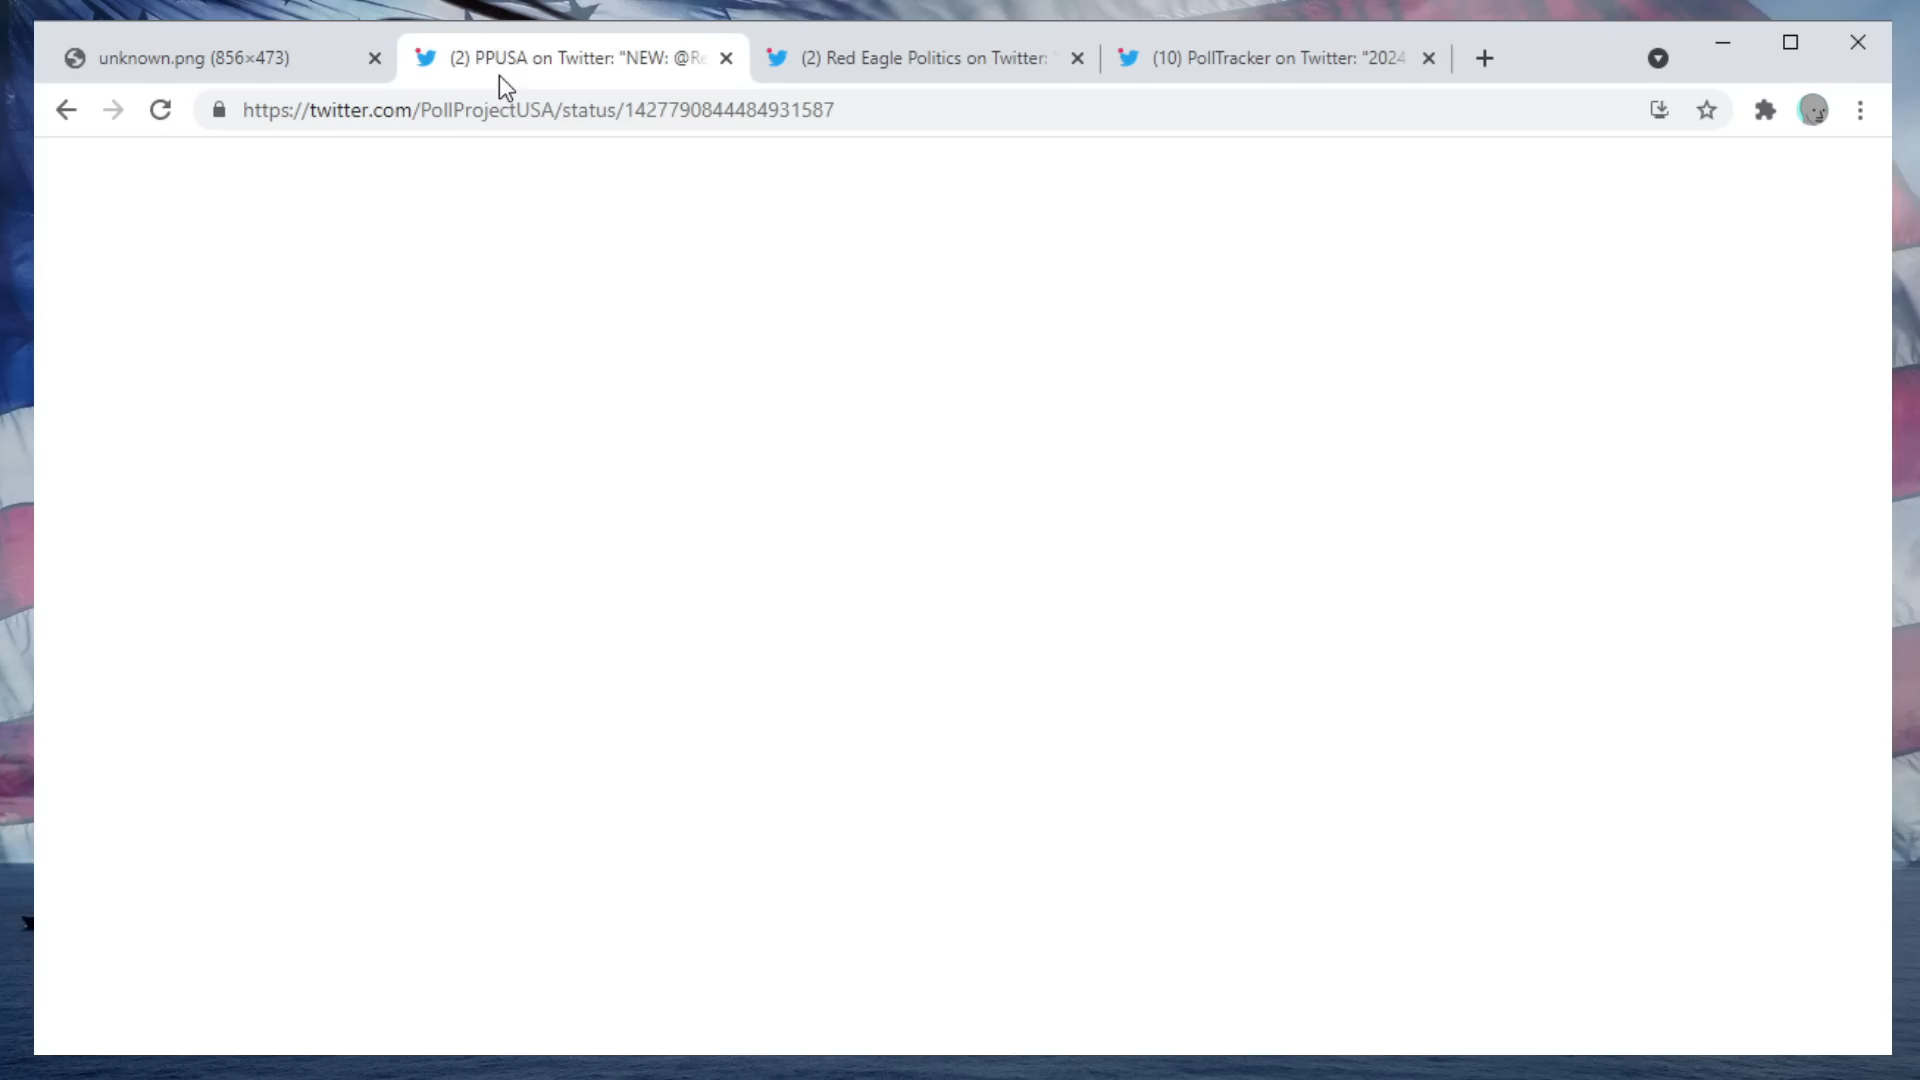 unknown.png (856×473)
(2) PPUSA on Twitter: "NEW: @Re
(2) Red Eagle Politics on Twitter: "
(10) PollTracker on Twitter: "2024
https://twitter.com/PollProjectUSA/status/1427790844484931587